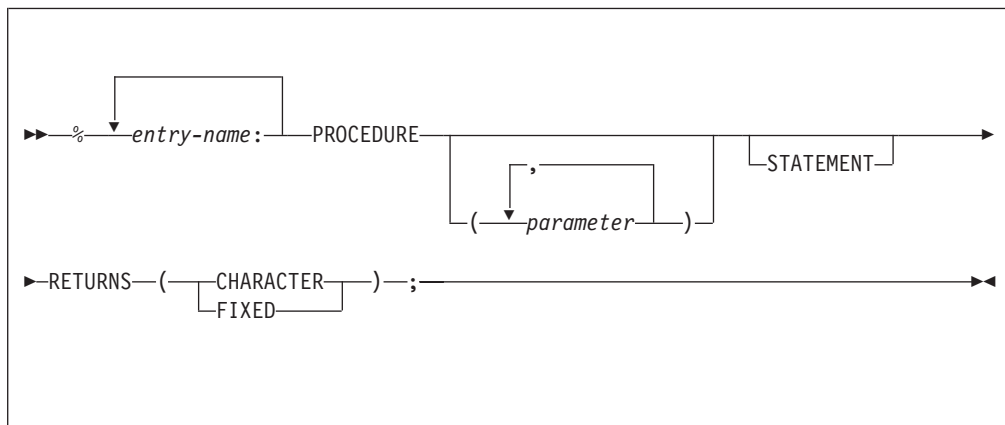 % entry-name: PROCEDURE ( parameter , ) STATEMENT
RETURNS ( CHARACTER ) ;
FIXED